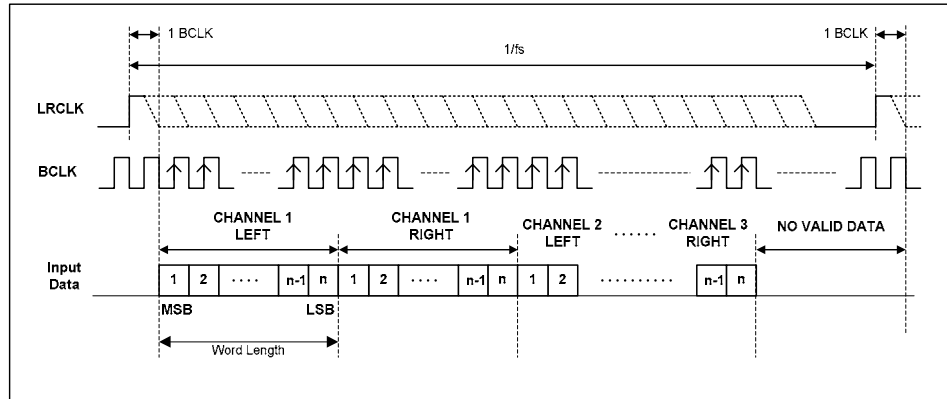 1 BCLK
1 BCLK
1/fs
LRCLK
BCLK
CHANNEL 1
LEFT
CHANNEL 1
RIGHT
CHANNEL 2
LEFT
......
CHANNEL 3
RIGHT
NO VALID DATA
Input
Data
1 2 .... n-1 n 1 2 .... n-1 n 1 2 .......... n-1 n
MSB
LSB
Word Length